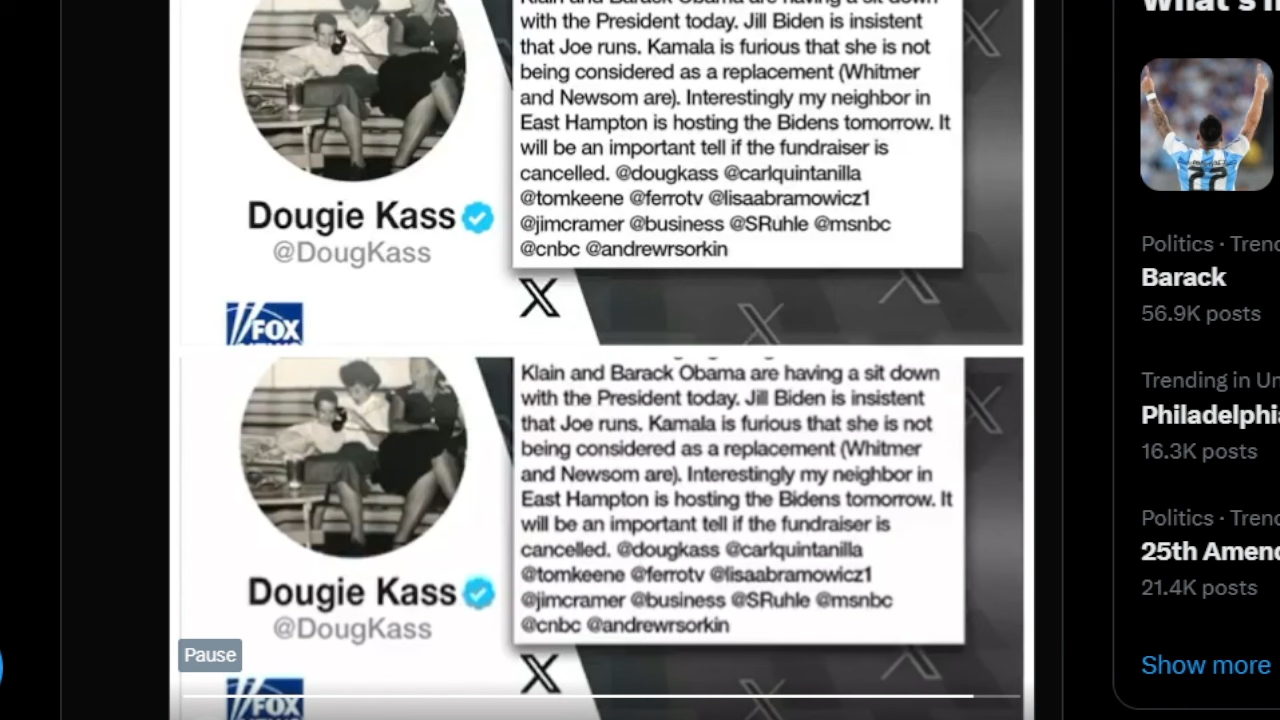 Klain and Barack Obama are having a sit down
with the President today. Jill Biden is insistent
that Joe runs. Kamala is furious that she is not
being considered as a replacement (Whitmer
and Newsom are). Interestingly my neighbor in
East Hampton is hosting the Bidens tomorrow. It
will be an important tell if the fundraiser is
cancelled. @dougkass @carlquintanilla
@tomkeene @ferrotv @lisaabramowicz1
@jimcramer @business @SRuhle @msnbc
@cnbc @andrewrsorkin
Dougie Kass
@DougKass
FOX
Klain and Barack Obama are having a sit down
with the President today. Jill Biden is insistent
that Joe runs. Kamala is furious that she is not
being considered as a replacement (Whitmer
and Newsom are). Interestingly my neighbor in
East Hampton is hosting the Bidens tomorrow. It
will be an important tell if the fundraiser is
cancelled. @dougkass @carlquintanilla
@tomkeene @ferrotv @lisaabramowicz1
@jimcramer @business @SRuhle @msnbc
@cnbc @andrewrsorkin
Dougie Kass
@DougKass
Pause
FOX
What's
22
Politics · Trend
Barack
56.9K posts
Trending in Un
Philadelphia
16.3K posts
Politics · Trend
25th Amend
21.4K posts
Show more